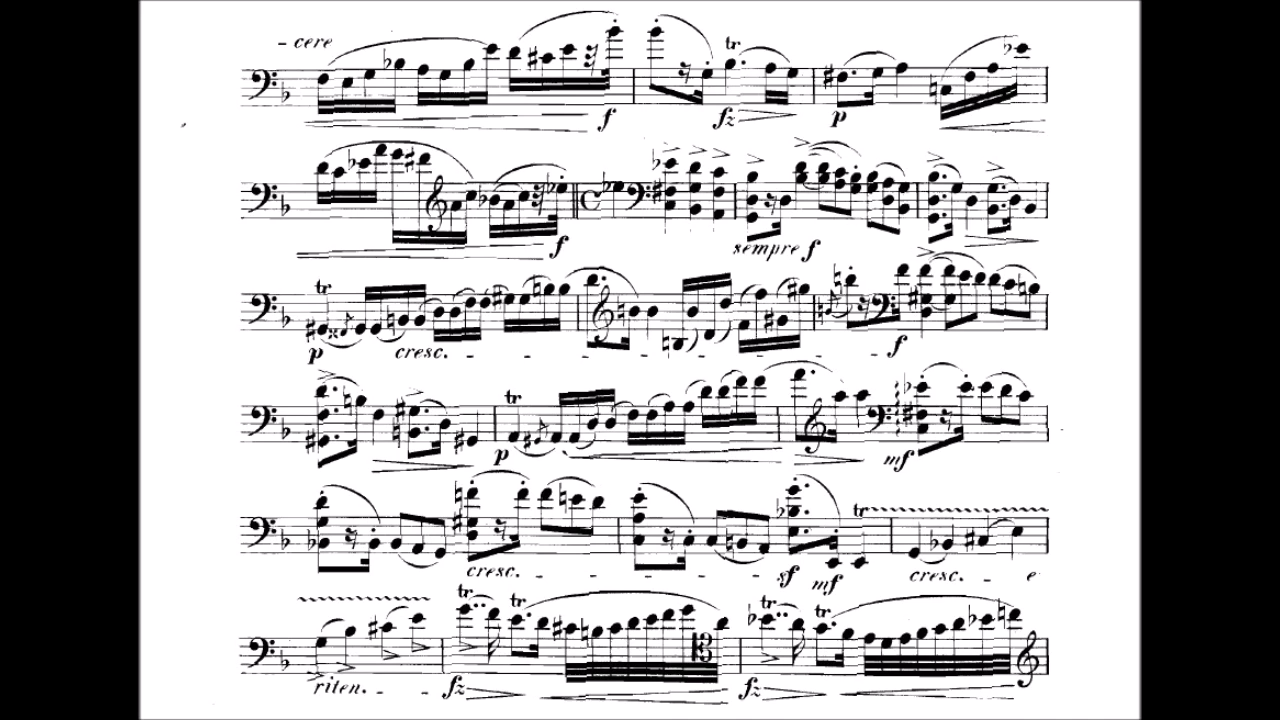 - cere
tr
f fz p
f sempre f
tr
p cresc. - - - - - - - f
tr
p mf
tr
cresc. - - - - sf mf cresc. - e
tr tr tr tr
riten. - - fz fz